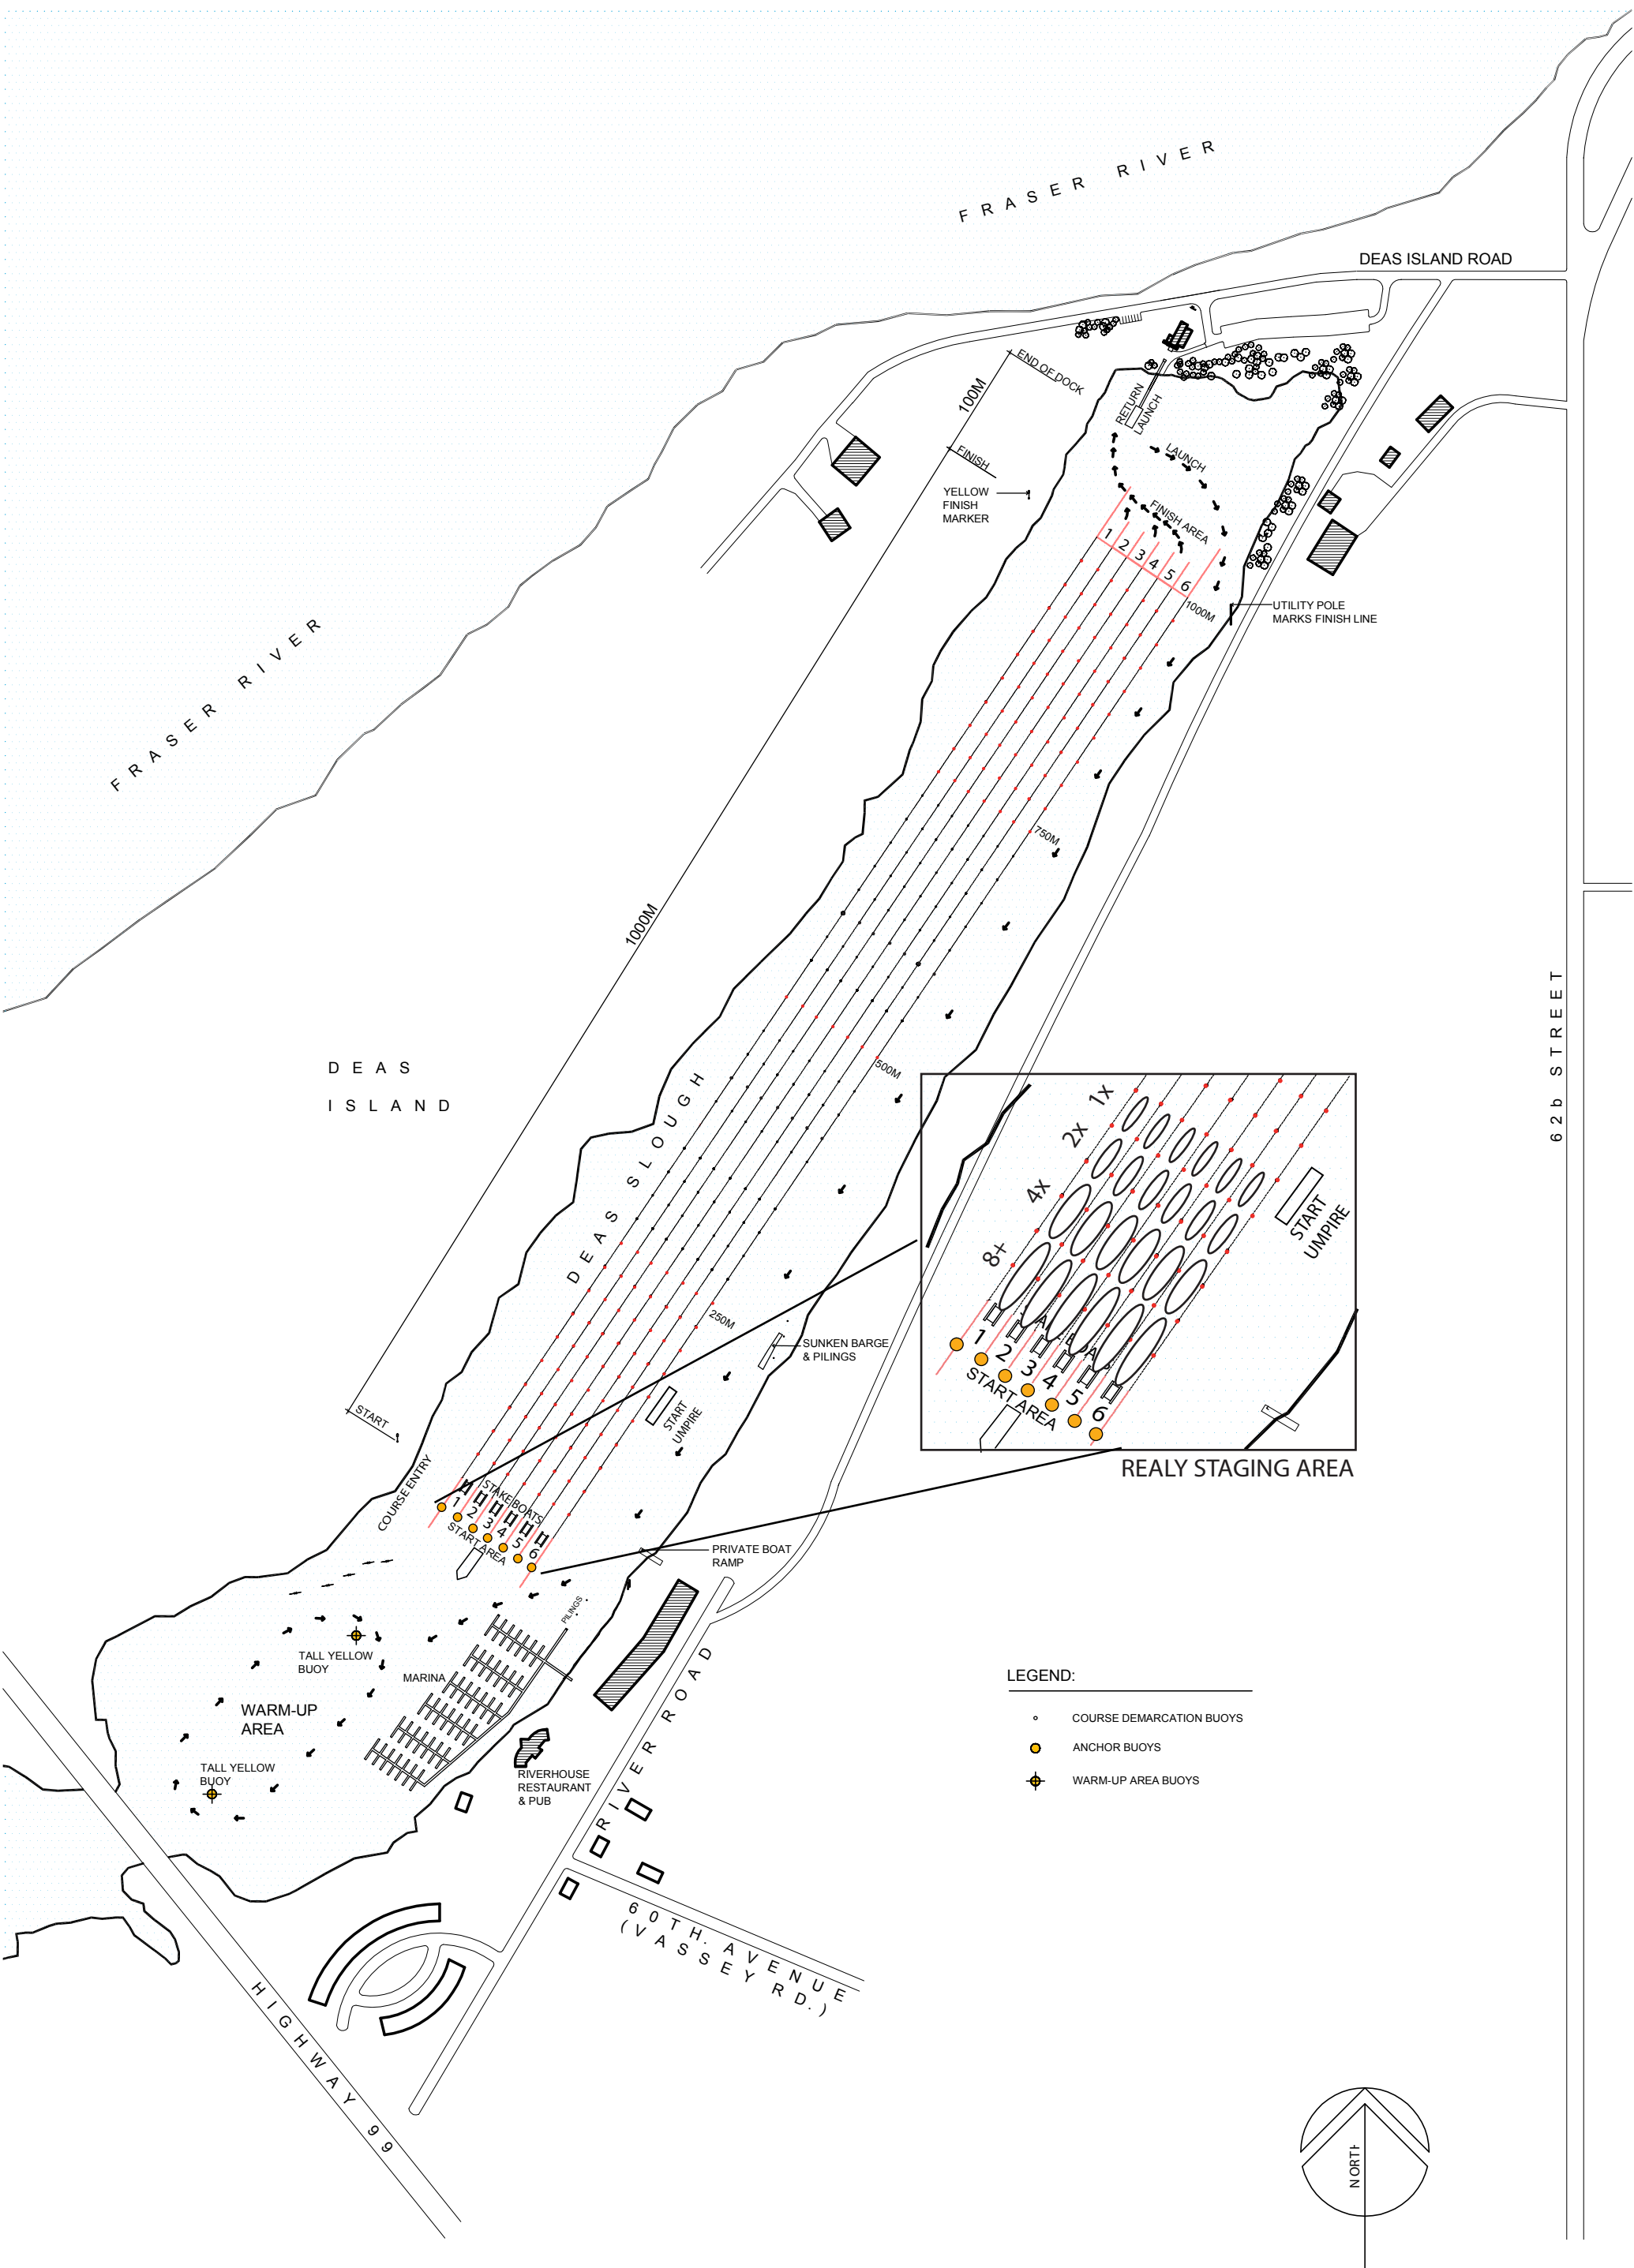 FRASER RIVER
DEAS ISLAND ROAD
END OF DOCK
100M
RETURN
LAUNCH
FINISH
LAUNCH
YELLOW
FINISH
MARKER
FINISH AREA
1 2 3 4 5 6
1000M
UTILITY POLE
MARKS FINISH LINE
FRASER RIVER
750M
1000M
62b STREET
DEAS
ISLAND
500M
DEAS SLOUGH
1x
2x
4x
8+
START
UMPIRE
1 2 3 4 5 6
START AREA
REALY STAGING AREA
250M
SUNKEN BARGE
& PILINGS
START
UMPIRE
START
COURSE ENTRY
STAKEBOATS
1 2 3 4 5 6
START AREA
PRIVATE BOAT
RAMP
PILINGS
TALL YELLOW
BUOY
MARINA
WARM-UP
AREA
TALL YELLOW
BUOY
RIVERHOUSE
RESTAURANT
& PUB
RIVER ROAD
LEGEND:
COURSE DEMARCATION BUOYS
ANCHOR BUOYS
WARM-UP AREA BUOYS
60TH. AVENUE
(VASSEY RD.)
HIGHWAY 99
NORTH